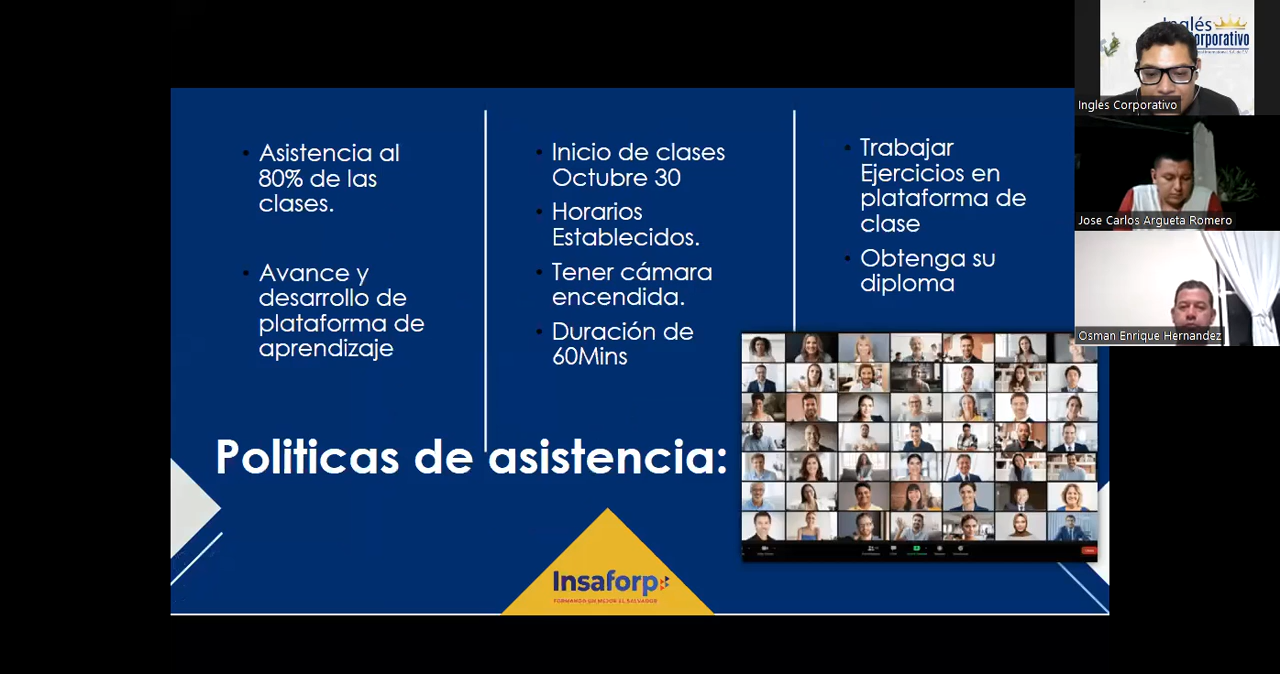 Asistencia al
80% de las
clases.
Avance y
desarrollo de
plataforma de
aprendizaje
Inicio de clases
Octubre 30
Horarios
Establecidos.
Tener cámara
encendida.
Duración de
60Mins
Trabajar
Ejercicios en
plataforma de
clase
Obtenga su
diploma
Politicas de asistencia:
Insaforp
FORMANDO UN MEJOR EL SALVADOR
Inglés
Corporativo
Ingles Corporativo
Jose Carlos Argueta Romero
Osman Enrique Hernandez